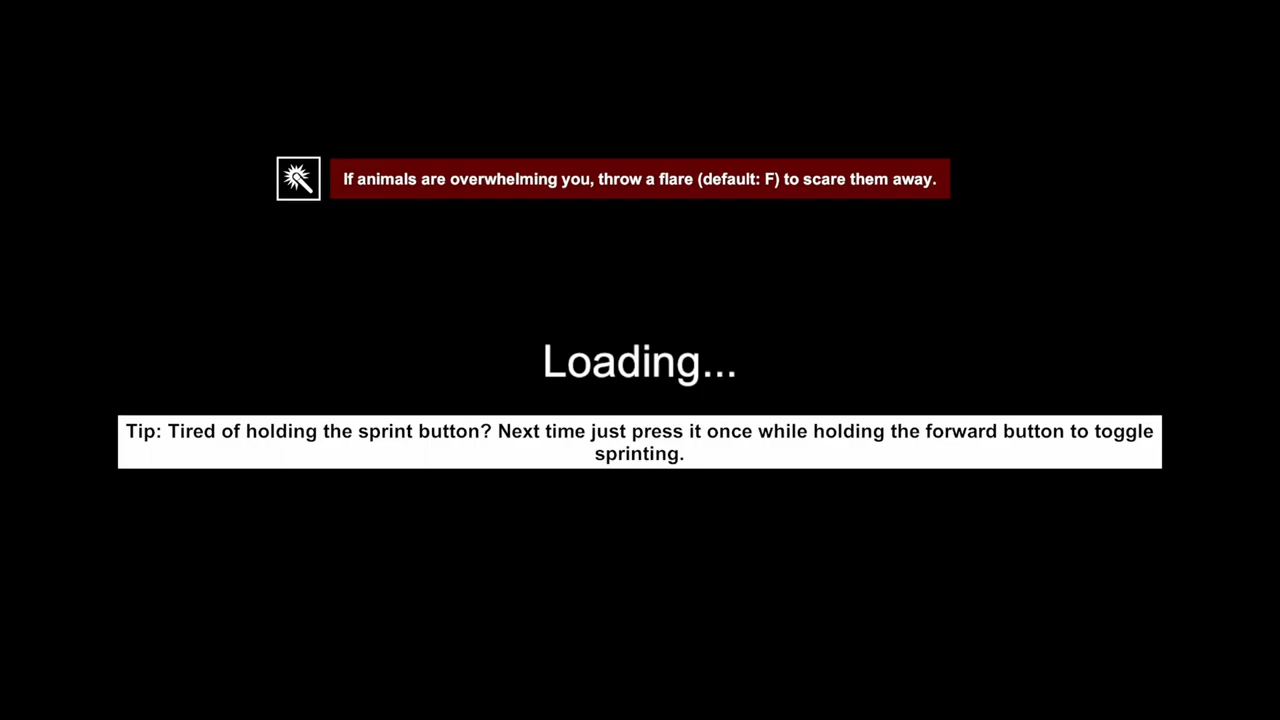 If animals are overwhelming you, throw a flare (default: F) to scare them away.
Loading...
Tip: Tired of holding the sprint button? Next time just press it once while holding the forward button to toggle
sprinting.